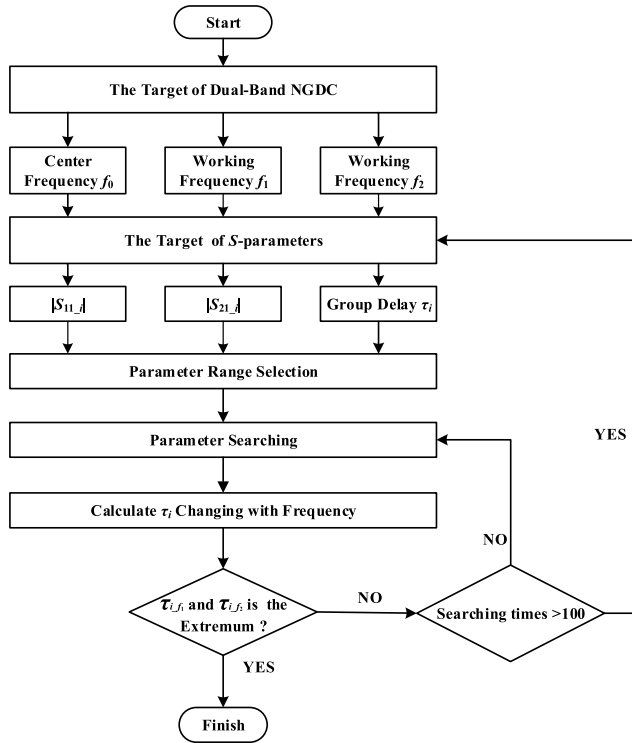 Start
The Target of Dual-Band NGDC
Center
Frequency f0
Working
Frequency f1
Working
Frequency f2
The Target of S-parameters
|S11_i|
|S21_i|
Group Delay τi
Parameter Range Selection
Parameter Searching
YES
Calculate τi Changing with Frequency
NO
τi_f1 and τi_f2 is the
Extremum ?
NO
Searching times >100
YES
Finish